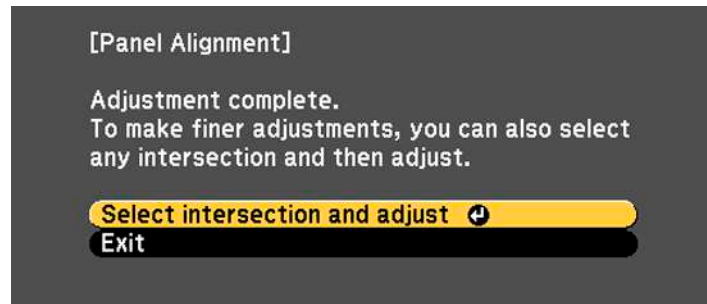 [Panel Alignment]
Adjustment complete.
To make finer adjustments, you can also select
any intersection and then adjust.
Select intersection and adjust
Exit